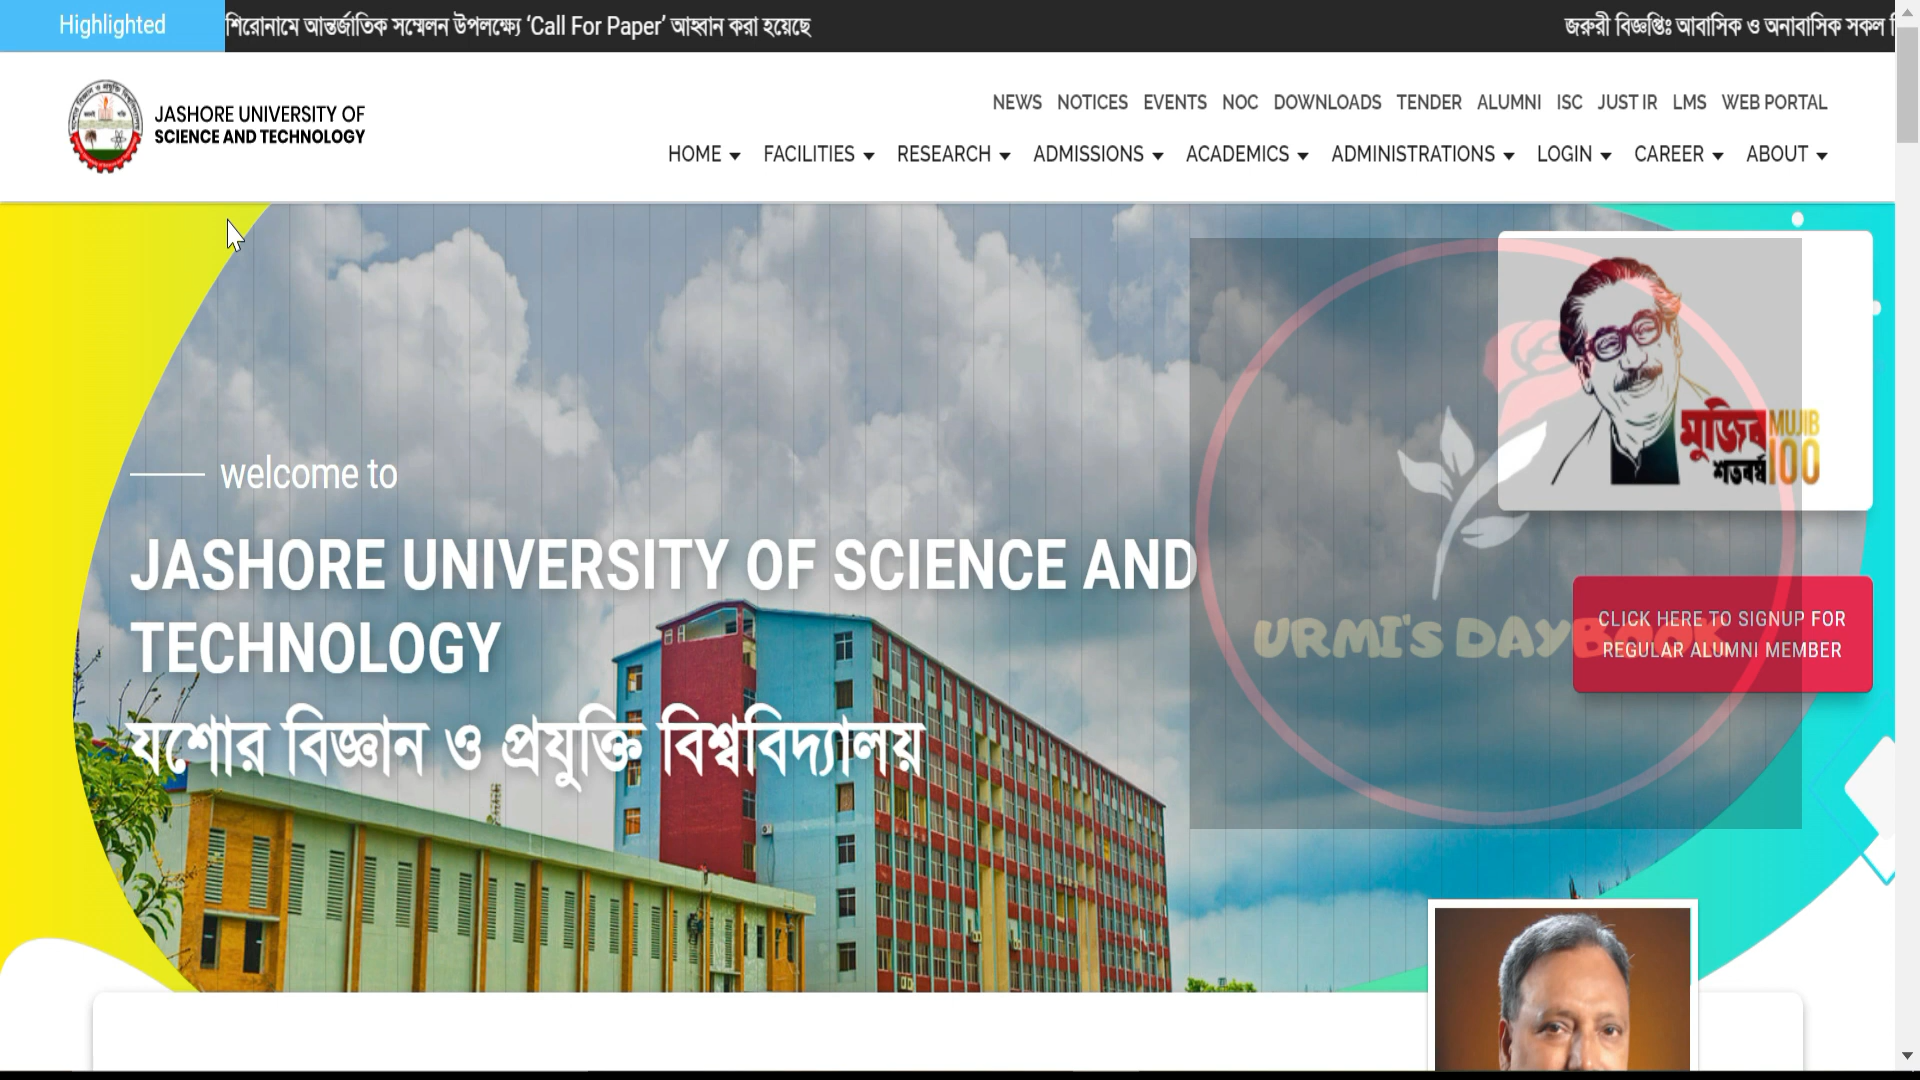 Highlighted
শিরোনামে আন্তর্জাতিক সম্মেলন উপলক্ষ্যে ‘Call For Paper’ আহ্বান করা হয়েছে
জরুরী বিজ্ঞপ্তিঃ আবাসিক ও অনাবাসিক সকল
JASHORE UNIVERSITY OF
SCIENCE AND TECHNOLOGY
NEWS NOTICES EVENTS NOC DOWNLOADS TENDER ALUMNI ISC JUST IR LMS WEB PORTAL
HOME FACILITIES RESEARCH ADMISSIONS ACADEMICS ADMINISTRATIONS LOGIN CAREER ABOUT
welcome to
JASHORE UNIVERSITY OF SCIENCE AND
TECHNOLOGY
যশোর বিজ্ঞান ও প্রযুক্তি বিশ্ববিদ্যালয়
মুজিব MUJIB
শতবর্ষ 100
URMI'S DAYBOOK
CLICK HERE TO SIGNUP FOR
REGULAR ALUMNI MEMBER